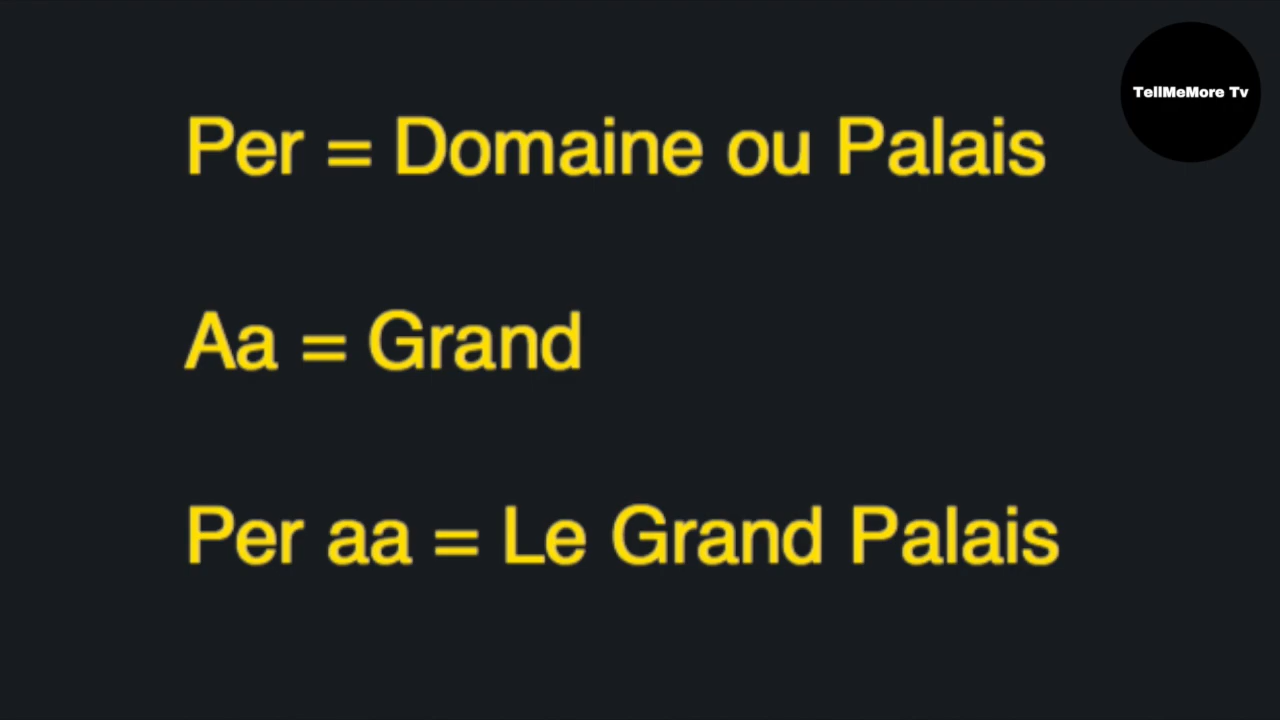 TellMeMore Tv
Per = Domaine ou Palais
Aa = Grand
Per aa = Le Grand Palais